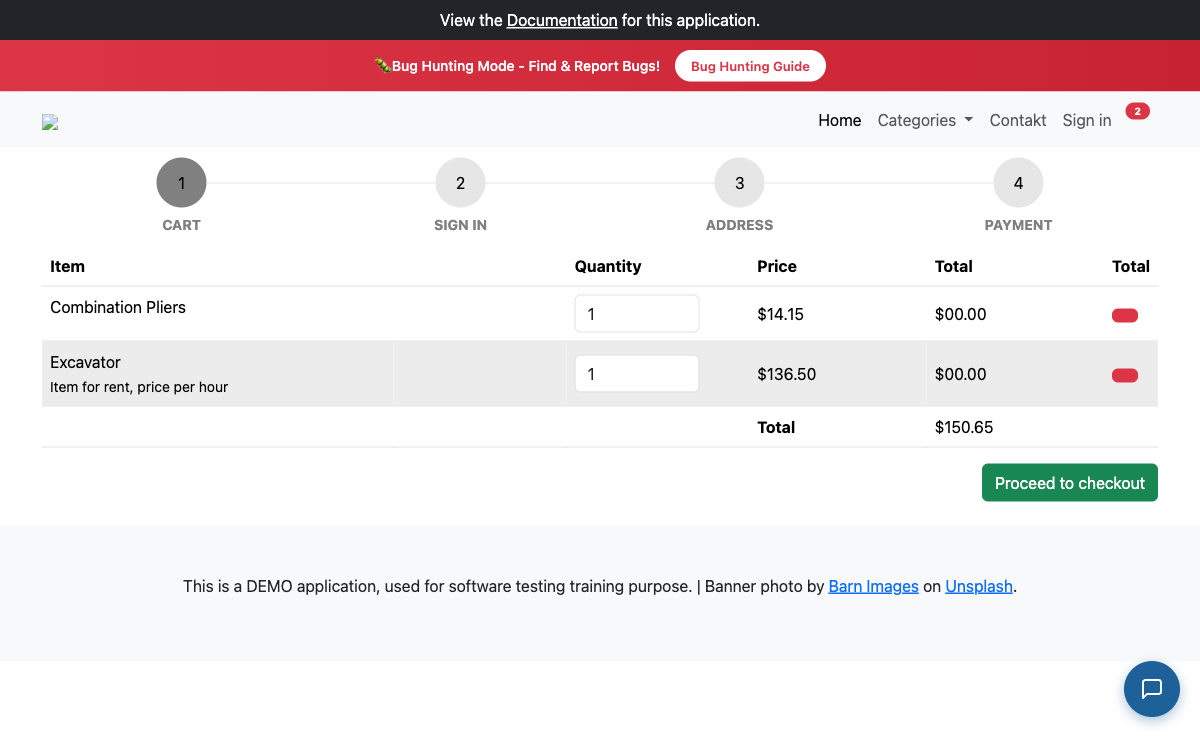 View the Documentation for this application.
🐛Bug Hunting Mode - Find & Report Bugs! Bug Hunting Guide
Home Categories Contakt Sign in 2
1 2 3 4
CART SIGN IN ADDRESS PAYMENT
Item Quantity Price Total Total
Combination Pliers 1 $14.15 $00.00
Excavator
Item for rent, price per hour 1 $136.50 $00.00
Total $150.65
Proceed to checkout
This is a DEMO application, used for software testing training purpose. | Banner photo by Barn Images on Unsplash.